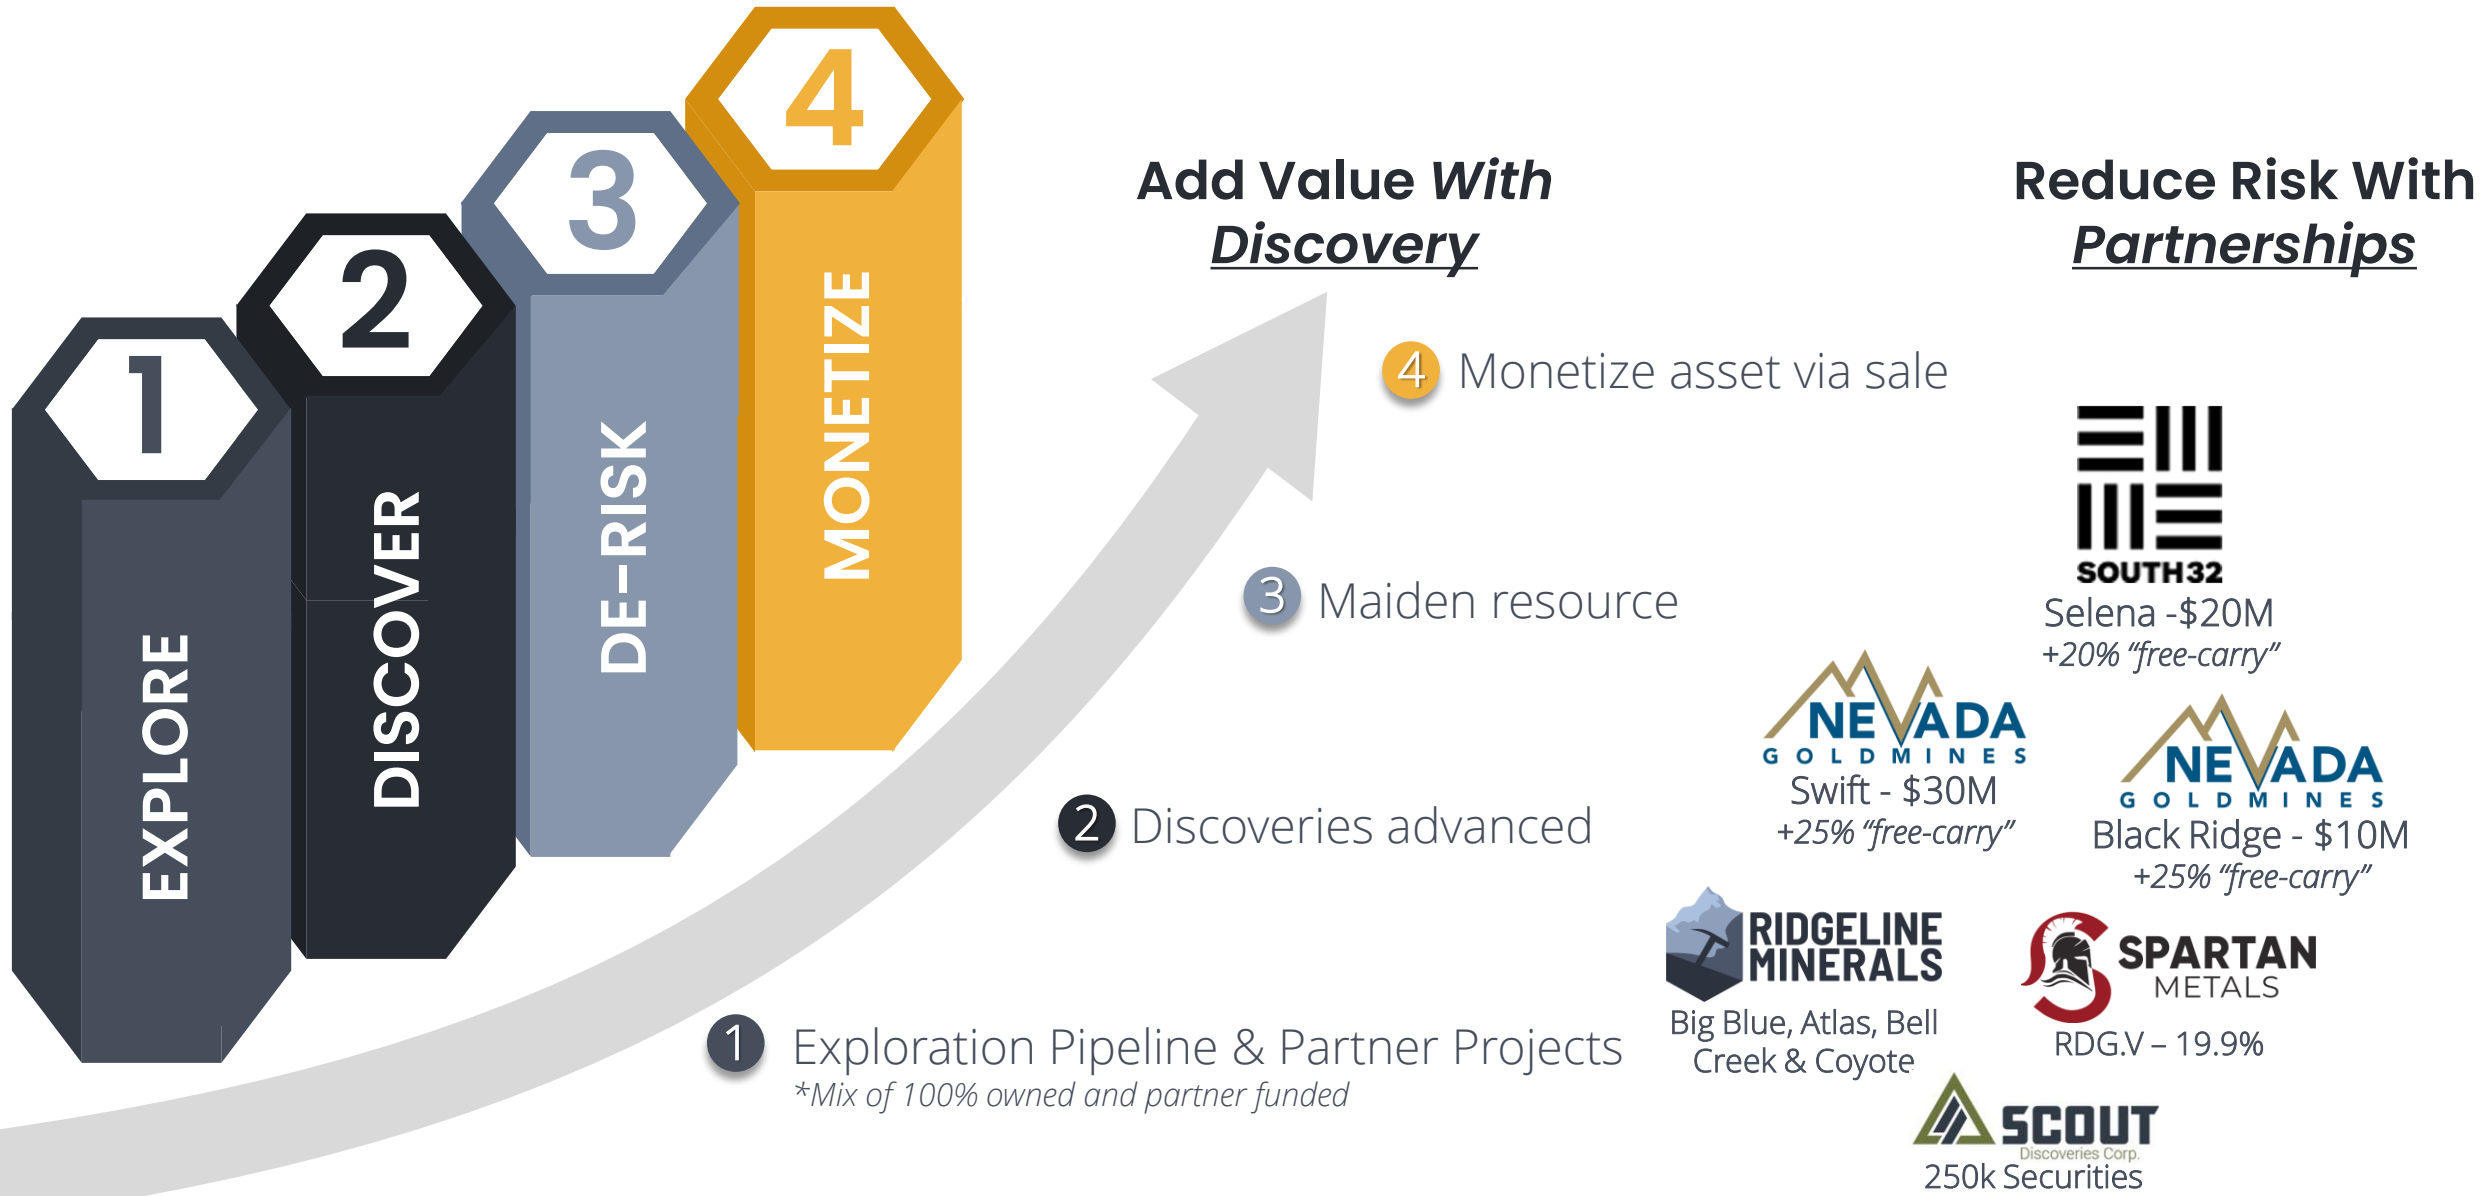 1
EXPLORE
2
DISCOVER
3
DE-RISK
4
MONETIZE
Add Value With
Discovery
4 Monetize asset via sale
3 Maiden resource
2 Discoveries advanced
1 Exploration Pipeline & Partner Projects
*Mix of 100% owned and partner funded
Reduce Risk With
Partnerships
SOUTH32
Selena -$20M
+20% “free-carry”
NEVADA
GOLDMINES
Swift - $30M
+25% “free-carry”
NEVADA
GOLDMINES
Black Ridge - $10M
+25% “free-carry”
RIDGELINE
MINERALS
Big Blue, Atlas, Bell
Creek & Coyote
SPARTAN
METALS
RDG.V – 19.9%
SCOUT
Discoveries Corp.
250k Securities